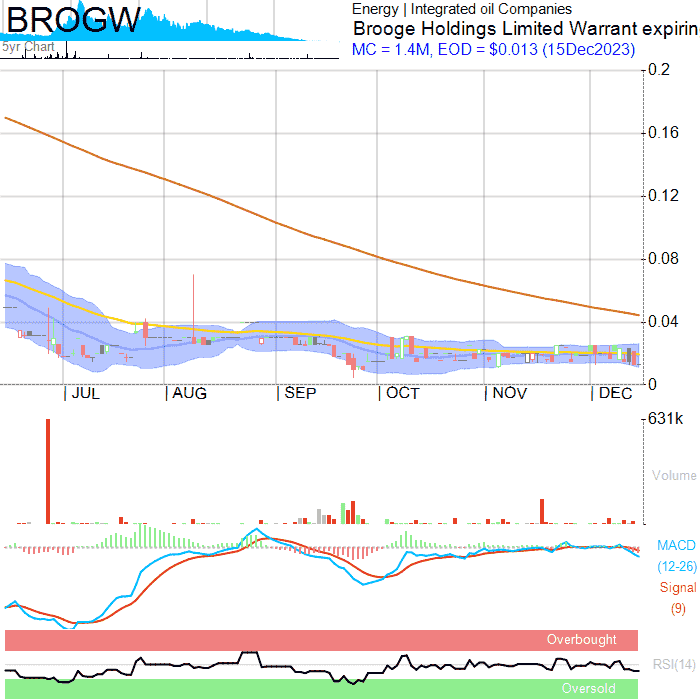 BROGW
5yr Chart
Energy | Integrated oil Companies
Brooge Holdings Limited Warrant expirin
MC = 1.4M, EOD = $0.013 (15Dec2023)
0.2
0.16
0.12
0.08
0.04
0
JUL AUG SEP OCT NOV DEC
631k
Volume
MACD
(12-26)
Signal
(9)
Overbought
RSI(14)
Oversold